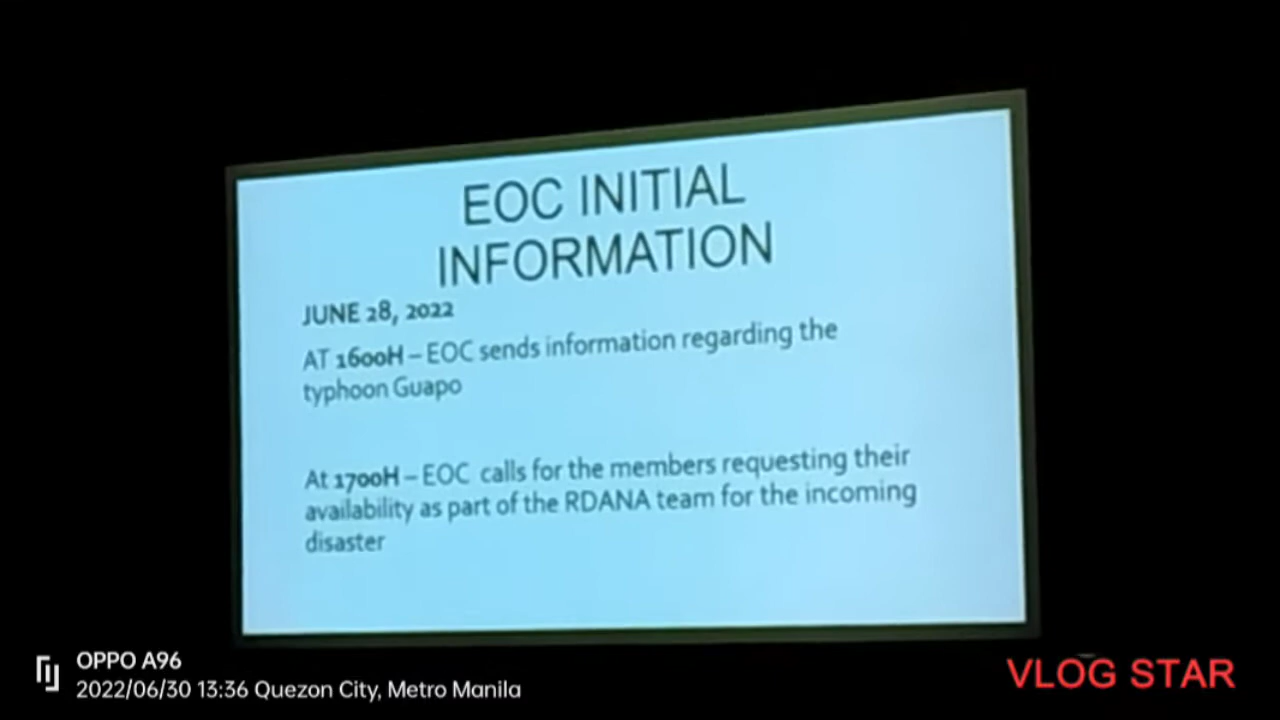 EOC INITIAL
INFORMATION
JUNE 28, 2022
AT 1600H – EOC sends information regarding the
typhoon Guapo
At 1700H – EOC calls for the members requesting their
availability as part of the RDANA team for the incoming
disaster
OPPO A96
2022/06/30 13:36 Quezon City, Metro Manila
VLOG STAR